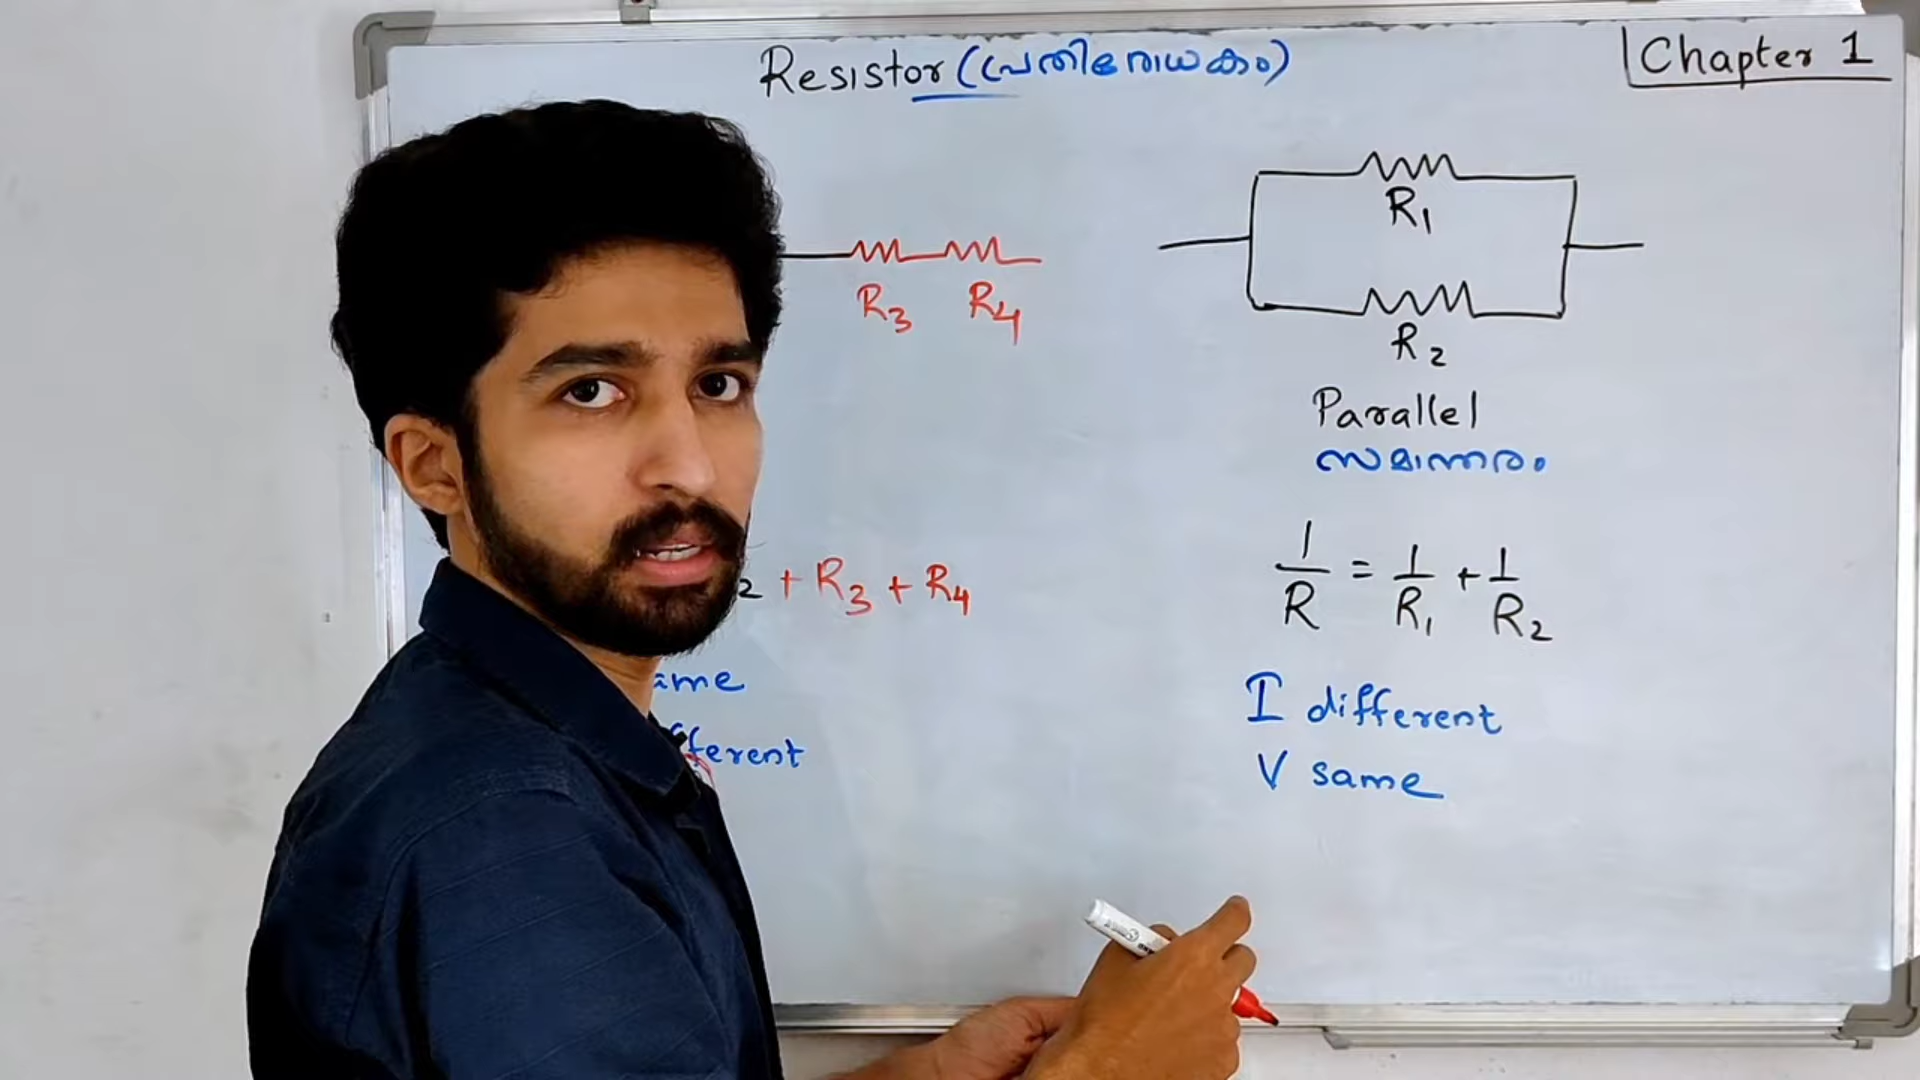 Resistor (പ്രതിരോധകം)
Chapter 1
R3 R4
R1
R2
Parallel
സമാന്തരം
2 + R3 + R4
1/R = 1/R1 + 1/R2
ame
fferent
I different
V same